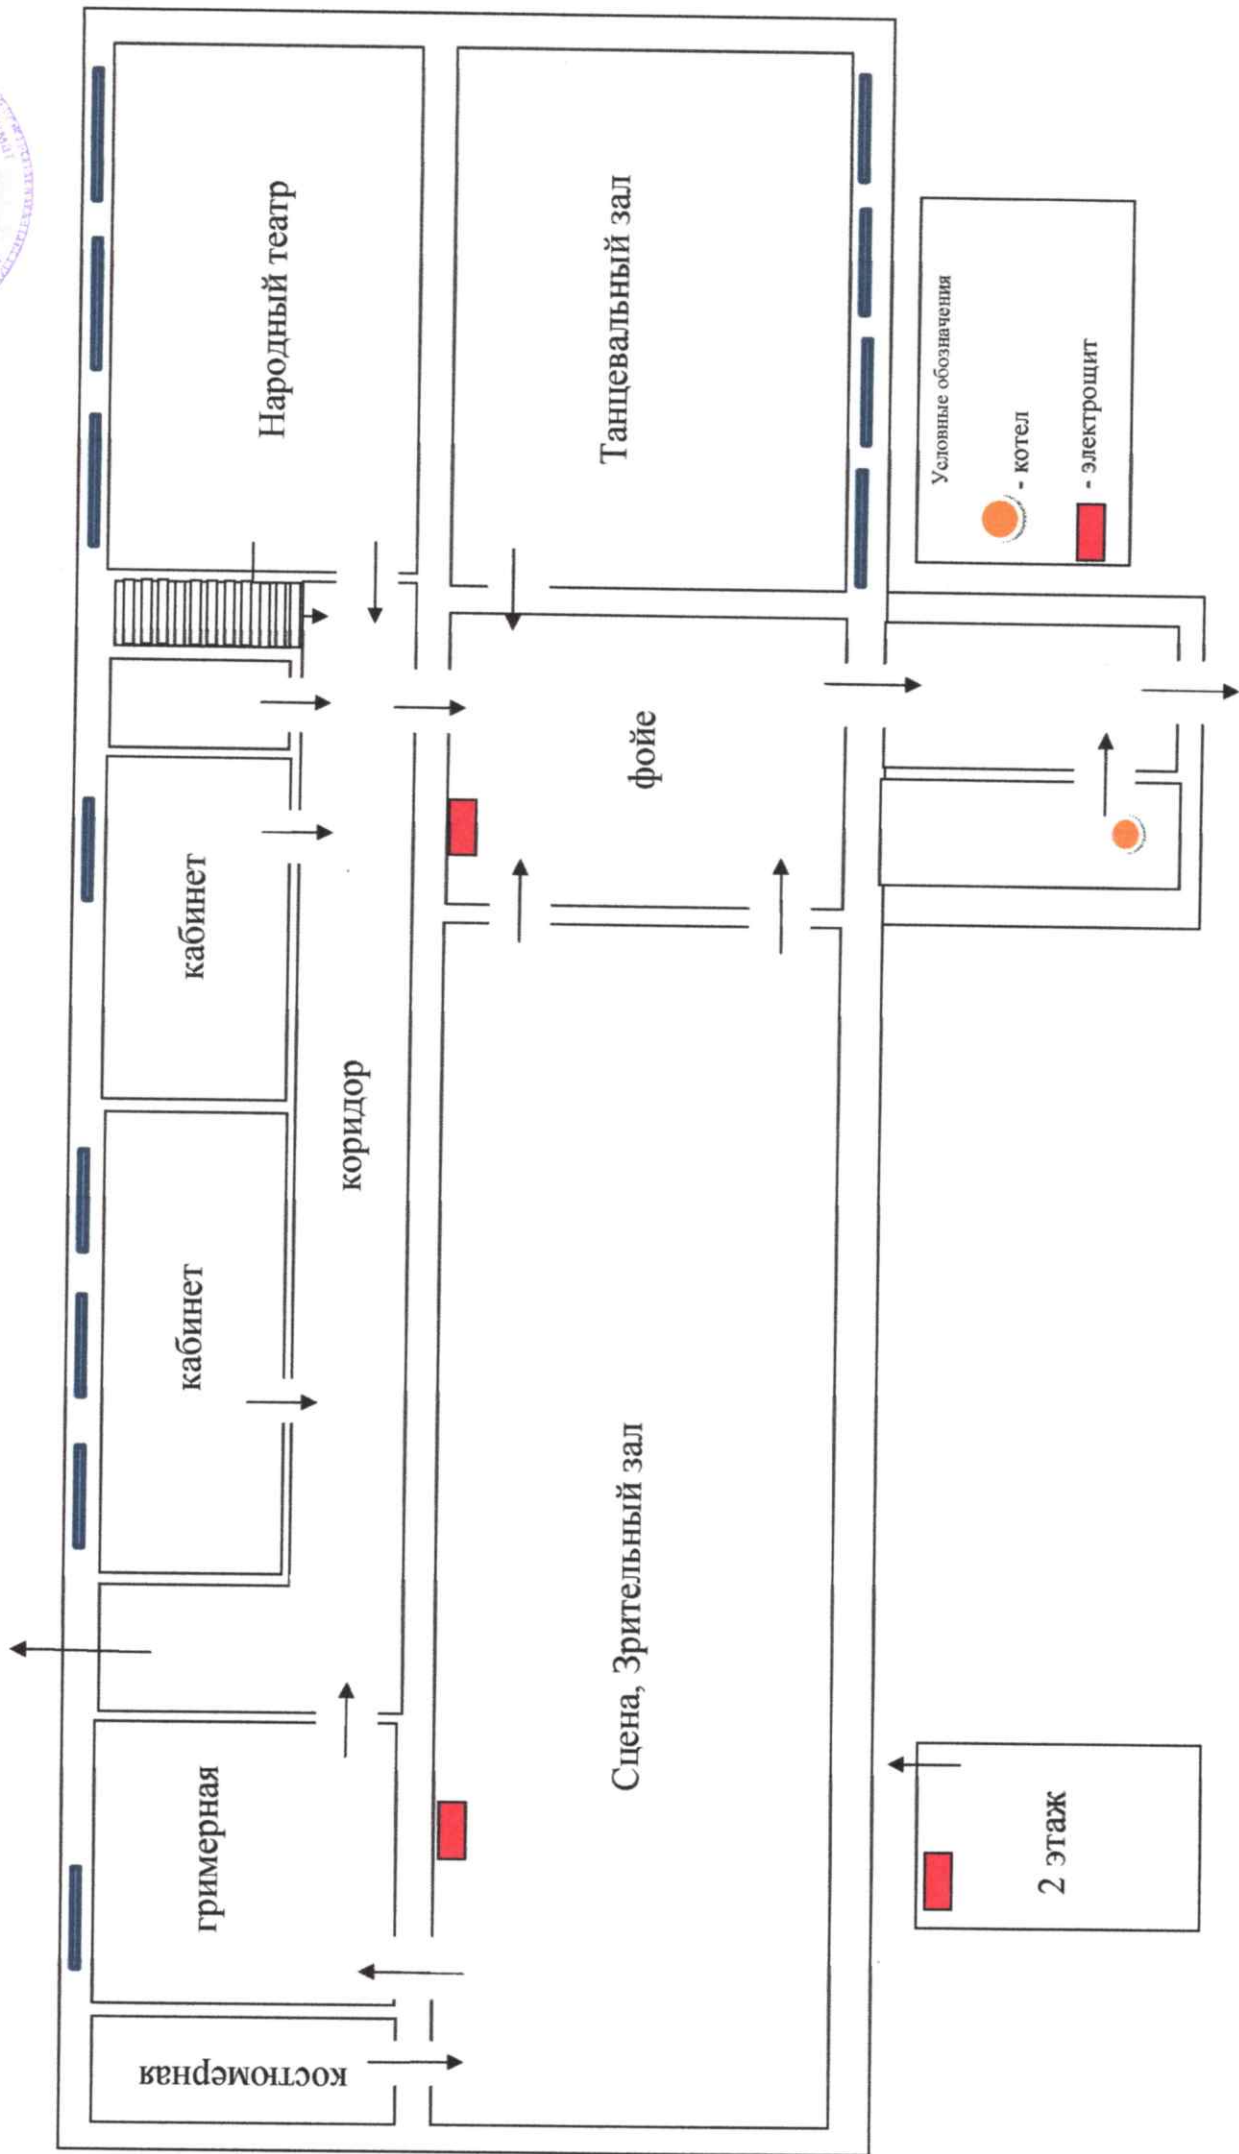 Народный театр
Танцевальный зал
Условные обозначения
- котел
- электрощит
фойе
кабинет
коридор
кабинет
Сцена, Зрительный зал
гримерная
2 этаж
костюмерная